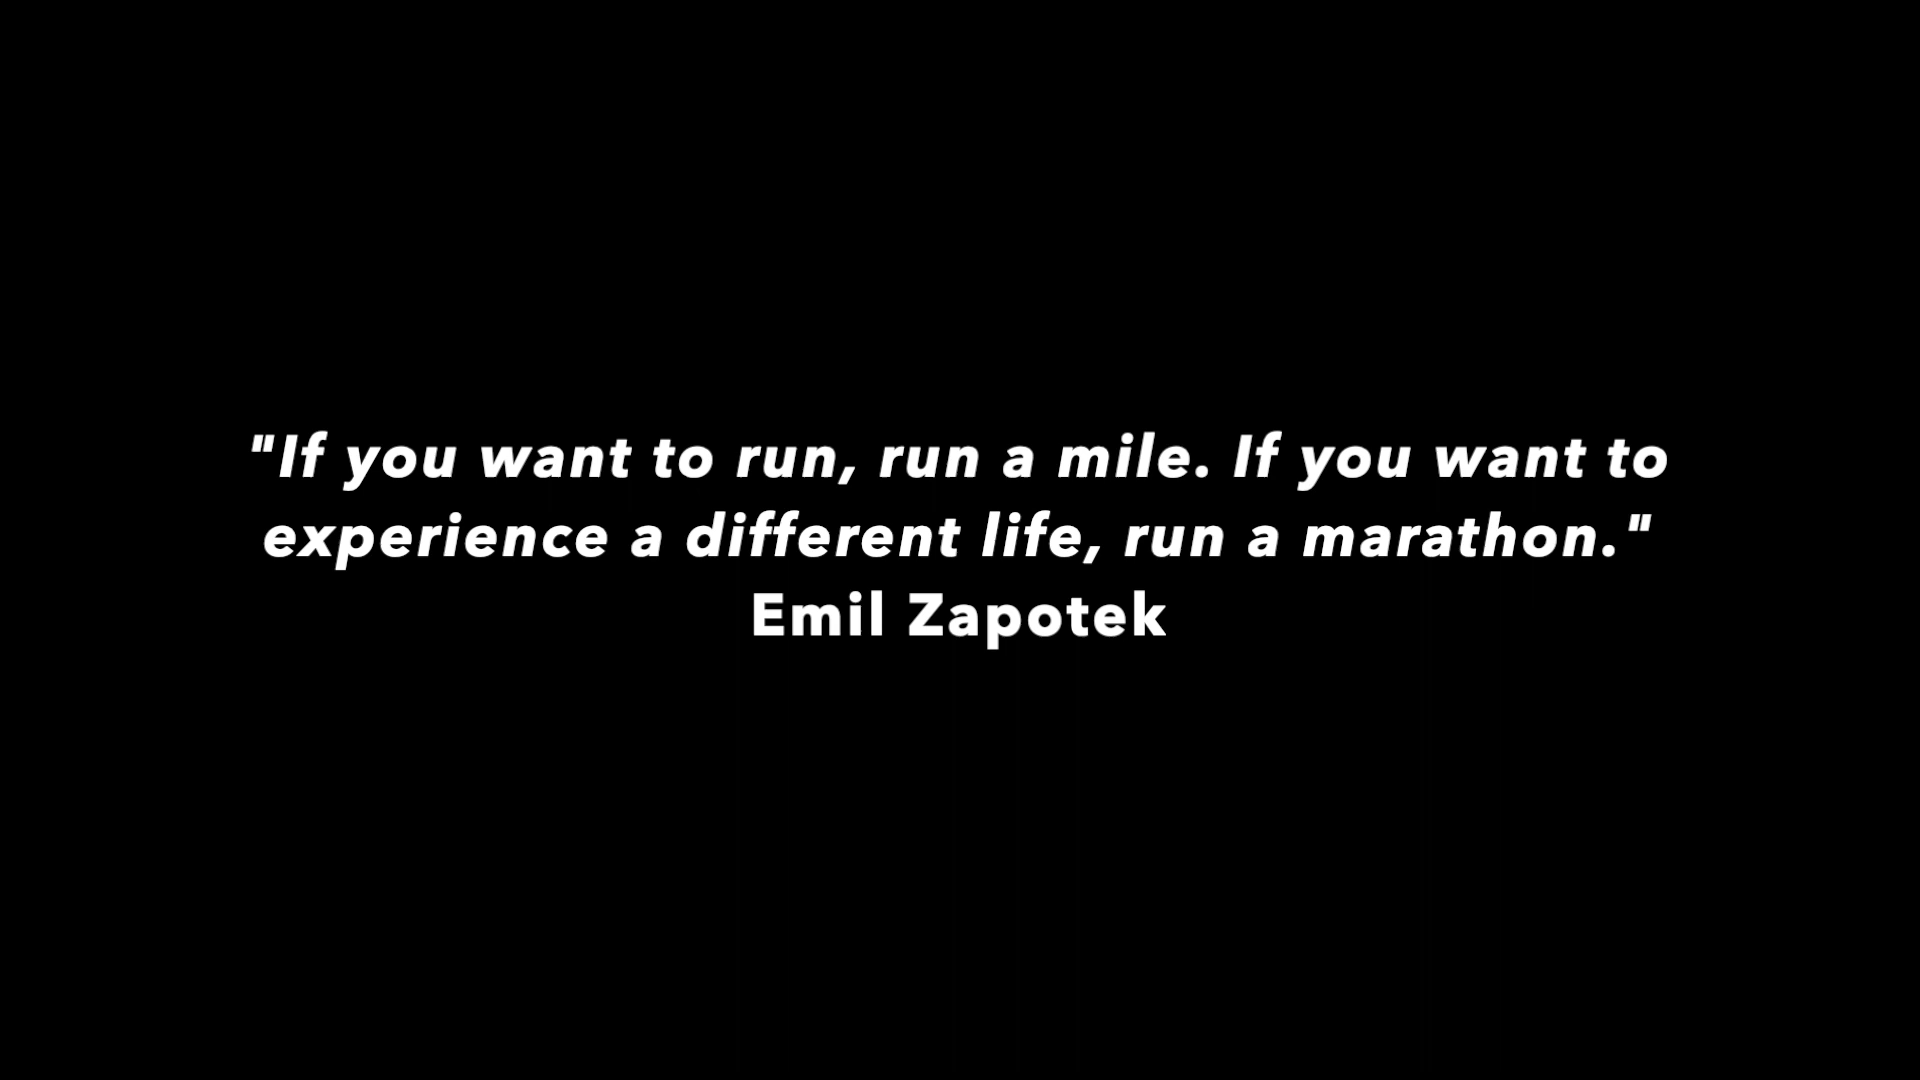 "If you want to run, run a mile. If you want to
experience a different life, run a marathon."
Emil Zapotek